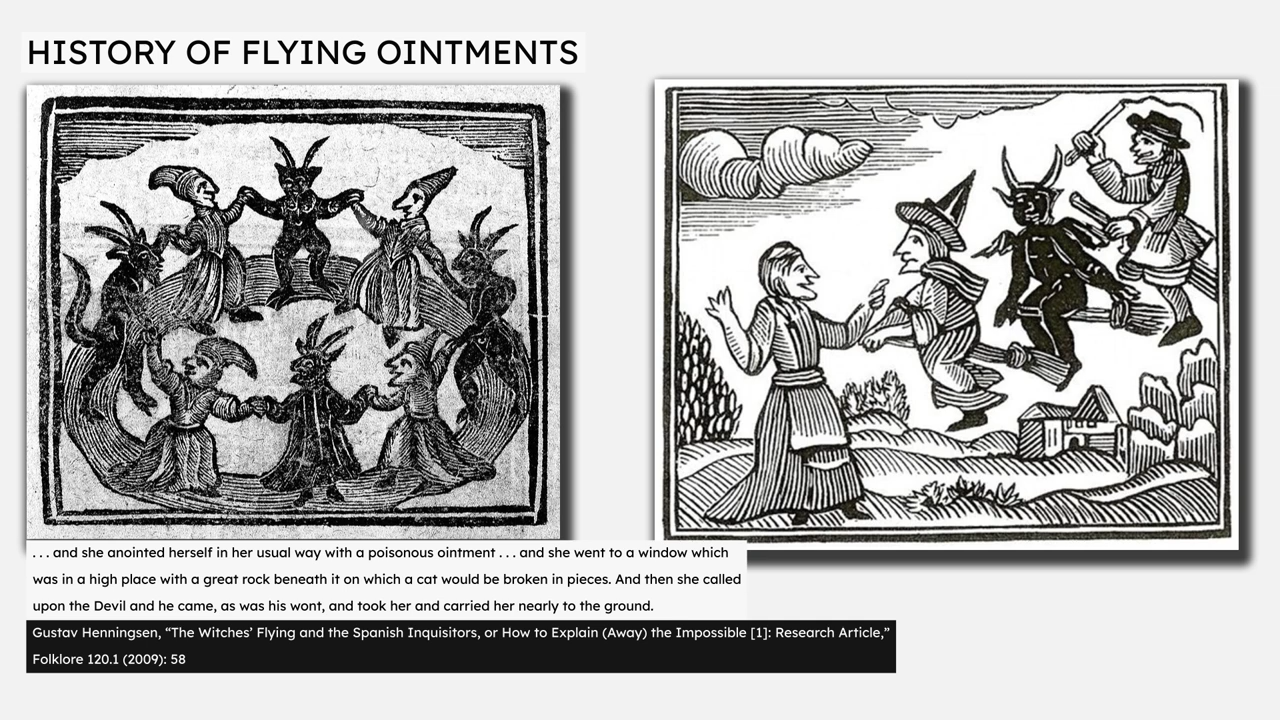 HISTORY OF FLYING OINTMENTS
. . . and she anointed herself in her usual way with a poisonous ointment . . . and she went to a window which
was in a high place with a great rock beneath it on which a cat would be broken in pieces. And then she called
upon the Devil and he came, as was his wont, and took her and carried her nearly to the ground.
Gustav Henningsen, “The Witches’ Flying and the Spanish Inquisitors, or How to Explain (Away) the Impossible [1]: Research Article,”
Folklore 120.1 (2009): 58